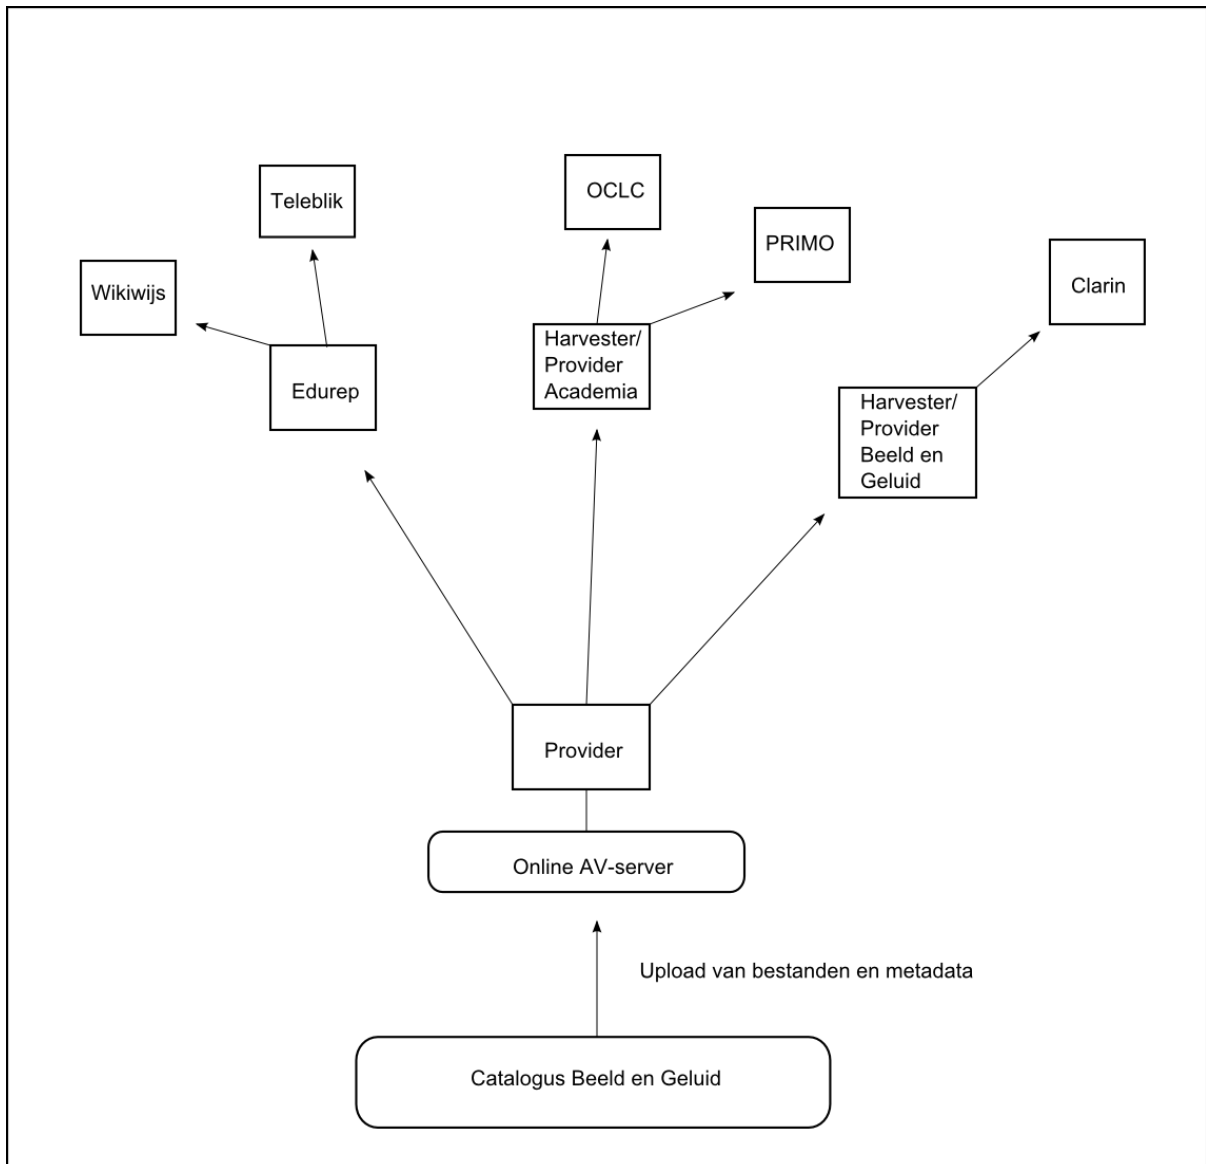 OCLC
Teleblik
PRIMO
Wikiwijs
Clarin
Harvester/
Provider
Academia
Edurep
Harvester/
Provider
Beeld en
Geluid
Provider
Online AV-server
Upload van bestanden en metadata
Catalogus Beeld en Geluid